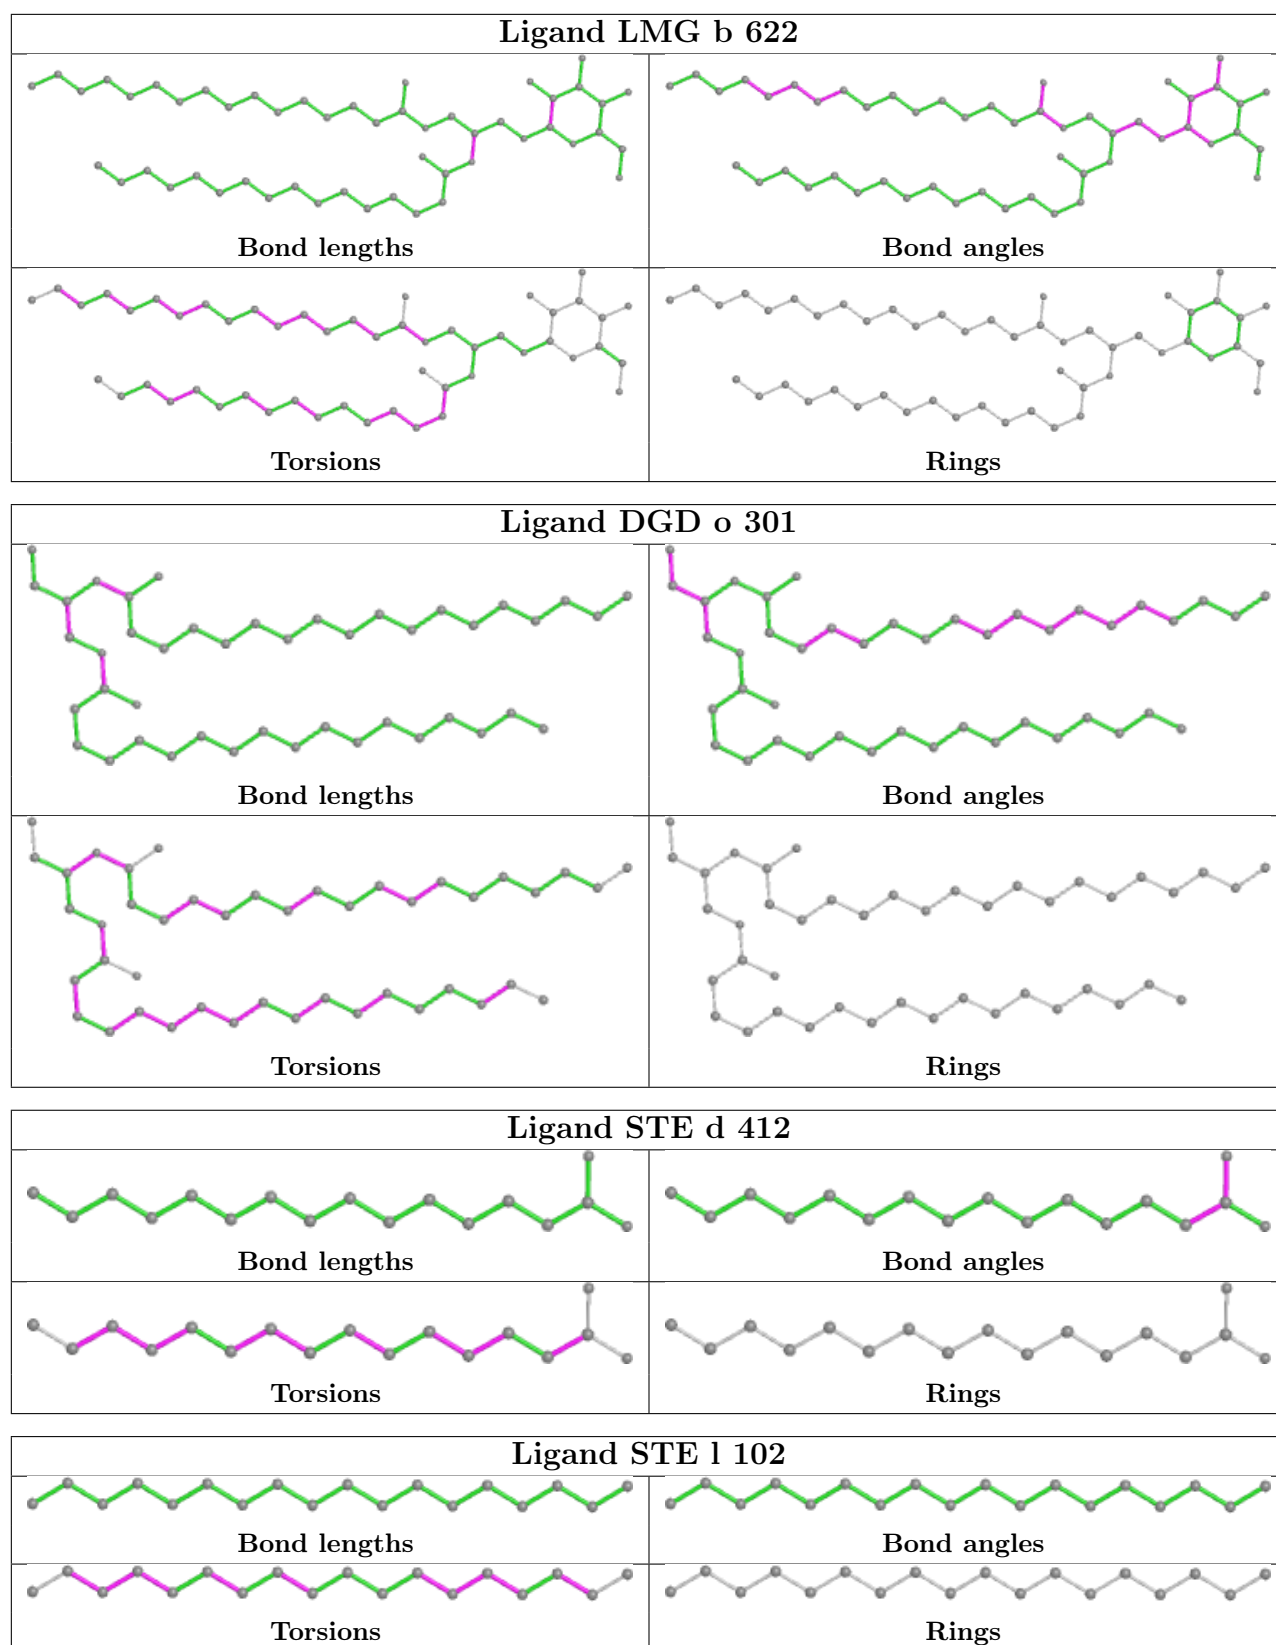 Ligand LMG b 622
Bond lengths
Bond angles
Torsions
Rings
Ligand DGD o 301
Bond lengths
Bond angles
Torsions
Rings
Ligand STE d 412
Bond lengths
Bond angles
Torsions
Rings
Ligand STE l 102
Bond lengths
Bond angles
Torsions
Rings